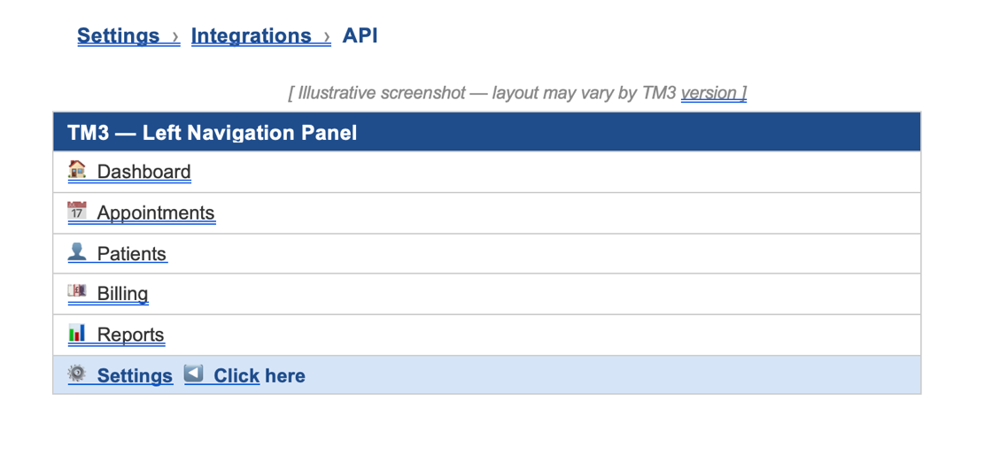 Settings › Integrations › API
[ Illustrative screenshot — layout may vary by TM3 version ]
TM3 — Left Navigation Panel
Dashboard
17 Appointments
Patients
Billing
Reports
Settings Click here